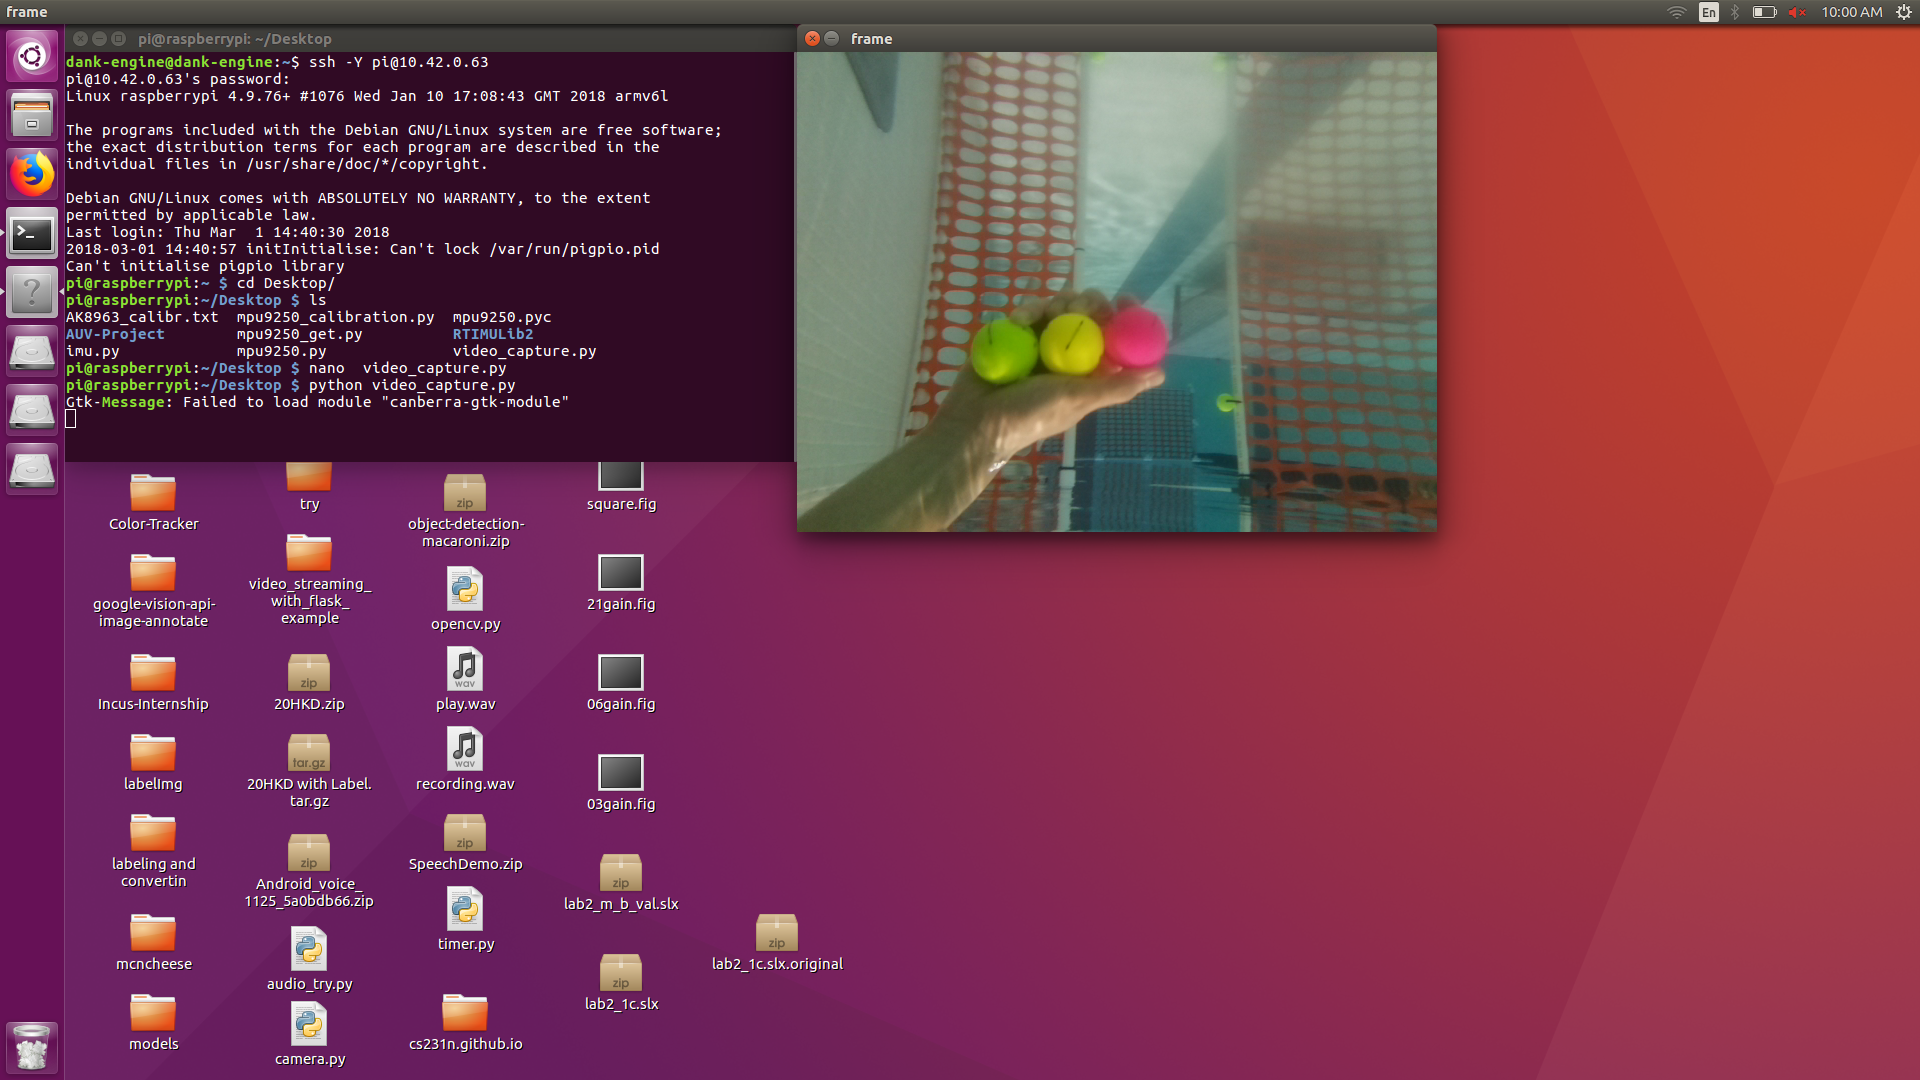 frame
En
10:00 AM
pi@raspberrypi: ~/Desktop
dank-engine@dank-engine:~$ ssh -Y pi@10.42.0.63
pi@10.42.0.63's password:
Linux raspberrypi 4.9.76+ #1076 Wed Jan 10 17:08:43 GMT 2018 armv6l
The programs included with the Debian GNU/Linux system are free software;
the exact distribution terms for each program are described in the
individual files in /usr/share/doc/*/copyright.
Debian GNU/Linux comes with ABSOLUTELY NO WARRANTY, to the extent
permitted by applicable law.
Last login: Thu Mar  1 14:40:30 2018
2018-03-01 14:40:57 initInitialise: Can't lock /var/run/pigpio.pid
Can't initialise pigpio library
pi@raspberrypi:~ $ cd Desktop/
pi@raspberrypi:~/Desktop $ ls
AK8963_calibr.txt  mpu9250_calibration.py  mpu9250.pyc
AUV-Project        mpu9250_get.py          RTIMULib2
imu.py             mpu9250.py              video_capture.py
pi@raspberrypi:~/Desktop $ nano  video_capture.py
pi@raspberrypi:~/Desktop $ python video_capture.py
Gtk-Message: Failed to load module "canberra-gtk-module"
frame
Color-Tracker
google-vision-api-
image-annotate
Incus-Internship
labelImg
labeling and
convertin
mcncheese
models
try
video_streaming_
with_flask_
example
zip
20HKD.zip
tar.gz
20HKD with Label.
tar.gz
zip
Android_voice_
1125_5a0bdb66.zip
audio_try.py
camera.py
zip
object-detection-
macaroni.zip
opencv.py
wav
play.wav
wav
recording.wav
zip
SpeechDemo.zip
timer.py
cs231n.github.io
square.fig
21gain.fig
06gain.fig
03gain.fig
zip
lab2_m_b_val.slx
zip
lab2_1c.slx
zip
lab2_1c.slx.original